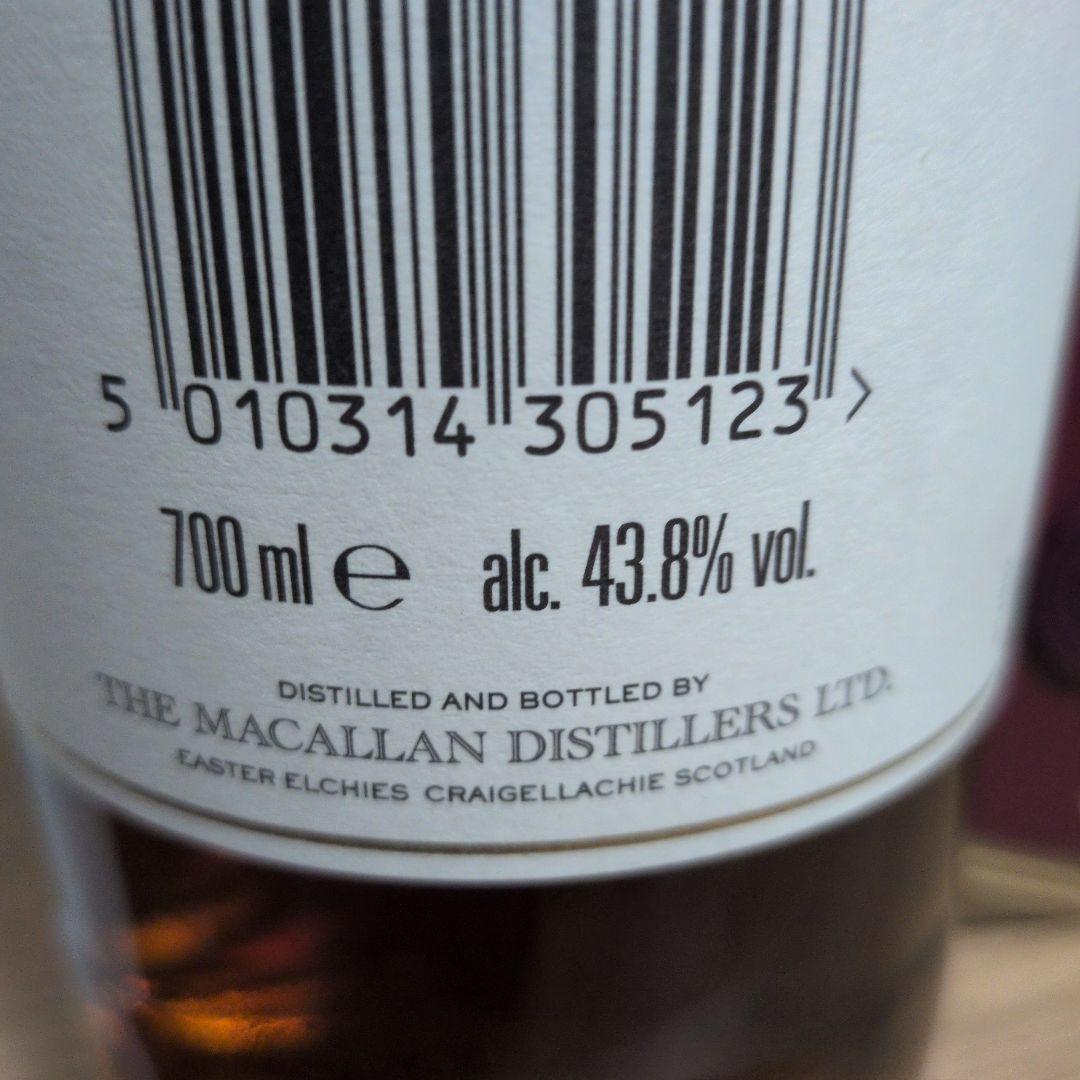 5 010314 305123 >
700 ml e alc. 43.8% vol.
DISTILLED AND BOTTLED BY
THE MACALLAN DISTILLERS LTD.
EASTER ELCHIES CRAIGELLACHIE SCOTLAND